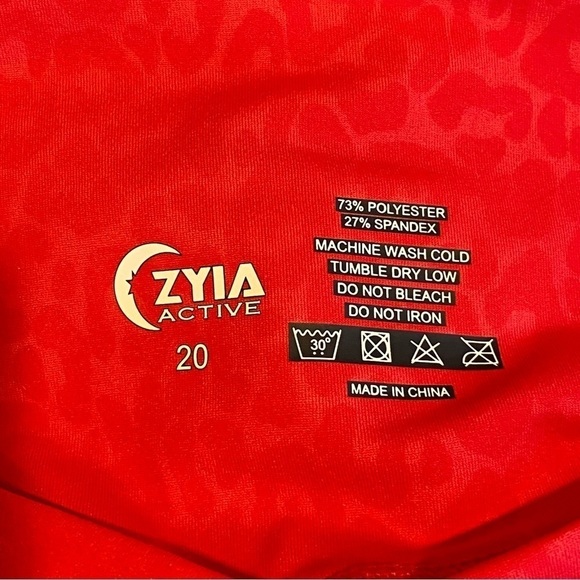 ZYIA
ACTIVE
20
73% POLYESTER
27% SPANDEX
MACHINE WASH COLD
TUMBLE DRY LOW
DO NOT BLEACH
DO NOT IRON
30°
MADE IN CHINA